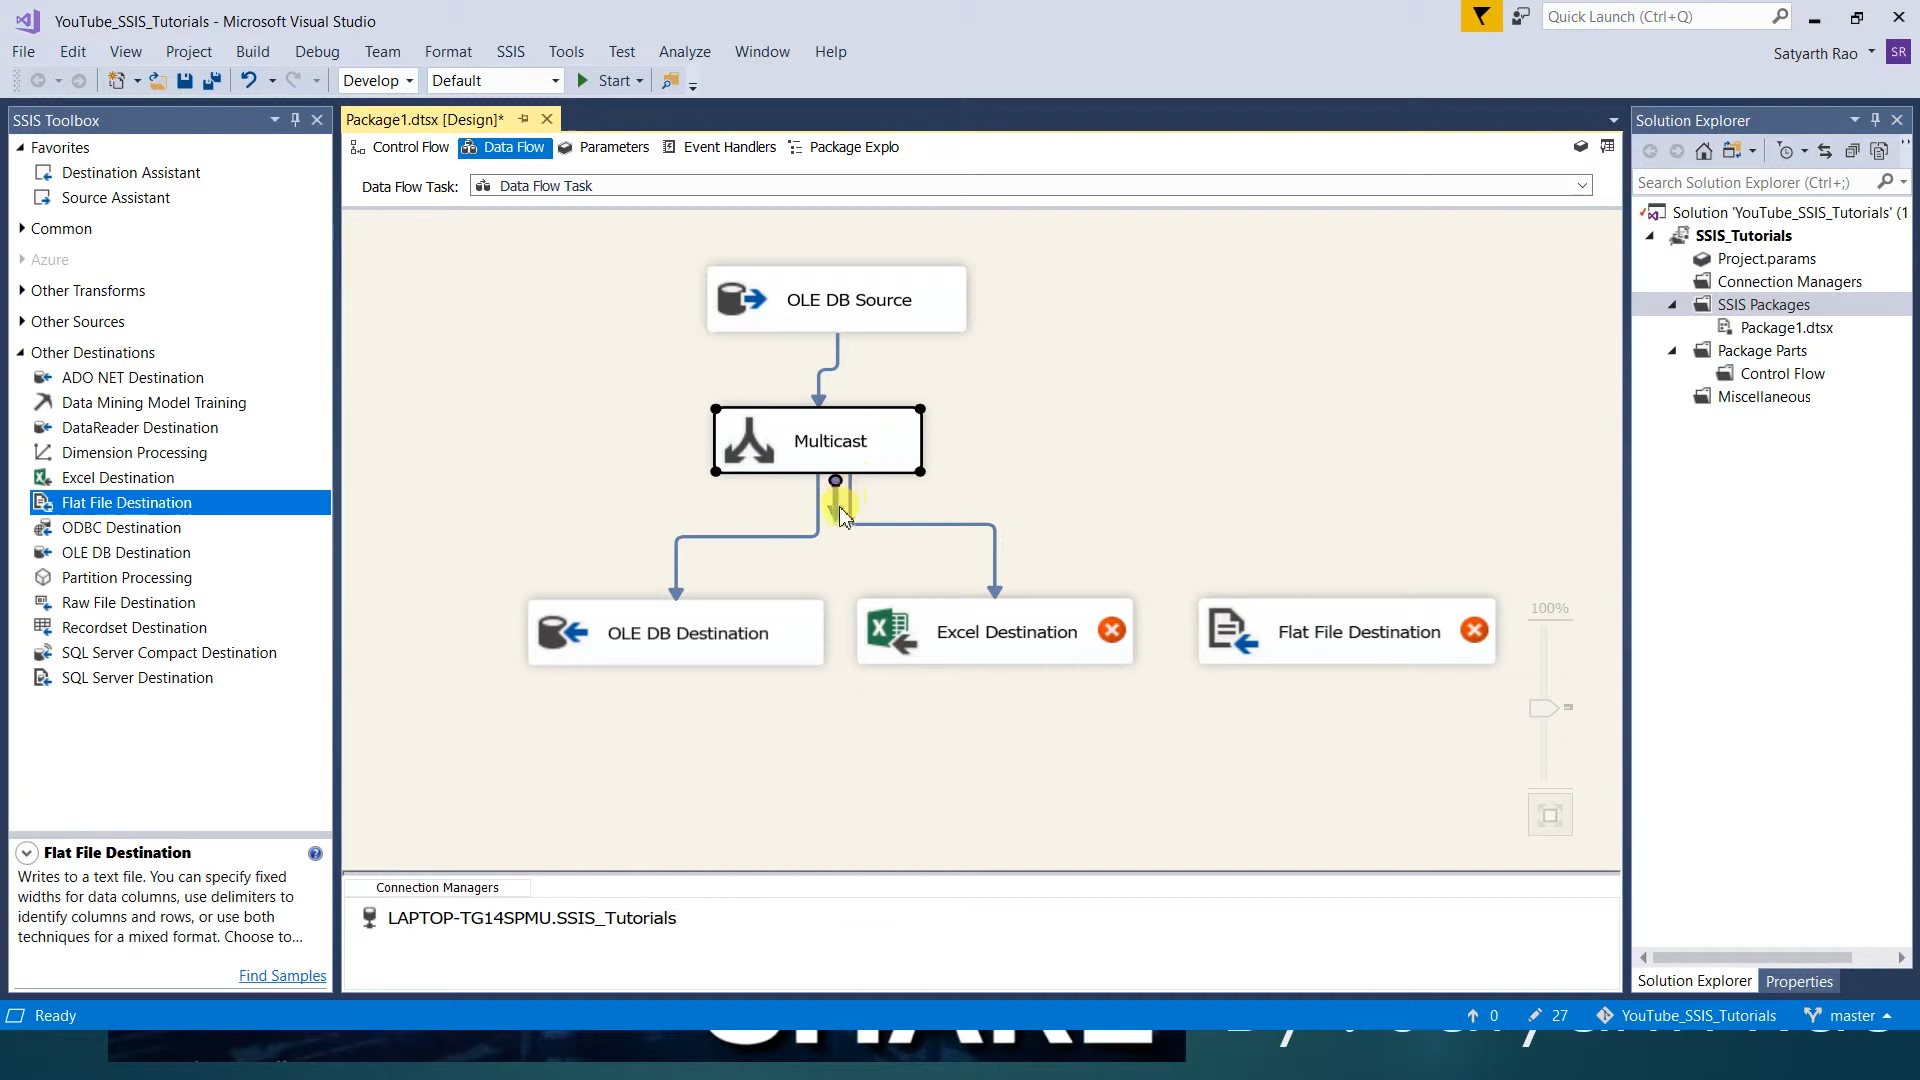 YouTube_SSIS_Tutorials - Microsoft Visual Studio
Quick Launch (Ctrl+Q)
File Edit View Project Build Debug Team Format SSIS Tools Test Analyze Window Help
Satyarth Rao SR
Develop Default Start
SSIS Toolbox
Favorites
Destination Assistant
Source Assistant
Common
Azure
Other Transforms
Other Sources
Other Destinations
ADO NET Destination
Data Mining Model Training
DataReader Destination
Dimension Processing
Excel Destination
Flat File Destination
ODBC Destination
OLE DB Destination
Partition Processing
Raw File Destination
Recordset Destination
SQL Server Compact Destination
SQL Server Destination
Flat File Destination
Writes to a text file. You can specify fixed
widths for data columns, use delimiters to
identify columns and rows, or use both
techniques for a mixed format. Choose to...
Find Samples
Package1.dtsx [Design]*
Control Flow Data Flow Parameters Event Handlers Package Explo
Data Flow Task: Data Flow Task
OLE DB Source
Multicast
OLE DB Destination
Excel Destination
Flat File Destination
100%
Connection Managers
LAPTOP-TG14SPMU.SSIS_Tutorials
Solution Explorer
Search Solution Explorer (Ctrl+;)
Solution 'YouTube_SSIS_Tutorials' (1
SSIS_Tutorials
Project.params
Connection Managers
SSIS Packages
Package1.dtsx
Package Parts
Control Flow
Miscellaneous
Solution Explorer Properties
Ready
0 27 YouTube_SSIS_Tutorials master